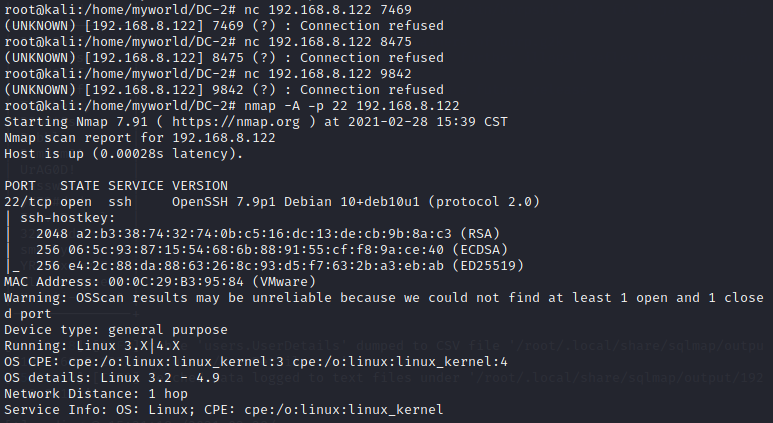 root@kali:/home/myworld/DC-2# nc 192.168.8.122 7469
(UNKNOWN) [192.168.8.122] 7469 (?) : Connection refused
root@kali:/home/myworld/DC-2# nc 192.168.8.122 8475
(UNKNOWN) [192.168.8.122] 8475 (?) : Connection refused
root@kali:/home/myworld/DC-2# nc 192.168.8.122 9842
(UNKNOWN) [192.168.8.122] 9842 (?) : Connection refused
root@kali:/home/myworld/DC-2# nmap -A -p 22 192.168.8.122
Starting Nmap 7.91 ( https://nmap.org ) at 2021-02-28 15:39 CST
Nmap scan report for 192.168.8.122
Host is up (0.00028s latency).
PORT   STATE SERVICE VERSION
22/tcp open  ssh     OpenSSH 7.9p1 Debian 10+deb10u1 (protocol 2.0)
| ssh-hostkey:
|   2048 a2:b3:38:74:32:74:0b:c5:16:dc:13:de:cb:9b:8a:c3 (RSA)
|   256 06:5c:93:87:15:54:68:6b:88:91:55:cf:f8:9a:ce:40 (ECDSA)
|_  256 e4:2c:88:da:88:63:26:8c:93:d5:f7:63:2b:a3:eb:ab (ED25519)
MAC Address: 00:0C:29:B3:95:84 (VMware)
Warning: OSScan results may be unreliable because we could not find at least 1 open and 1 close
d port
Device type: general purpose
Running: Linux 3.X|4.X
OS CPE: cpe:/o:linux:linux_kernel:3 cpe:/o:linux:linux_kernel:4
OS details: Linux 3.2 - 4.9
Network Distance: 1 hop
Service Info: OS: Linux; CPE: cpe:/o:linux:linux_kernel